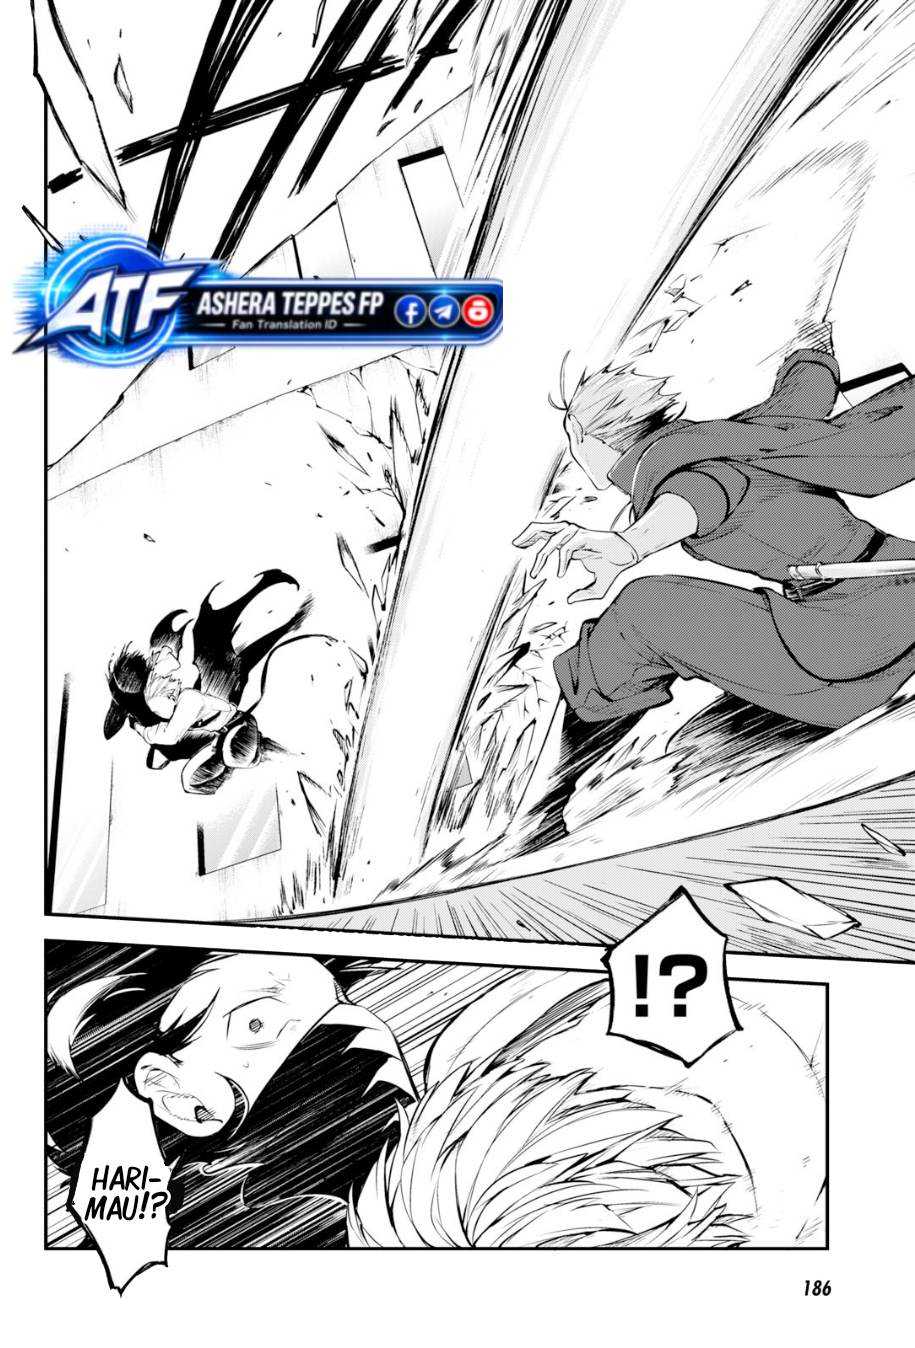 ATF
ASHERA TEPPES FP
Fan Translation ID
!?
HARI-
MAU!?
186